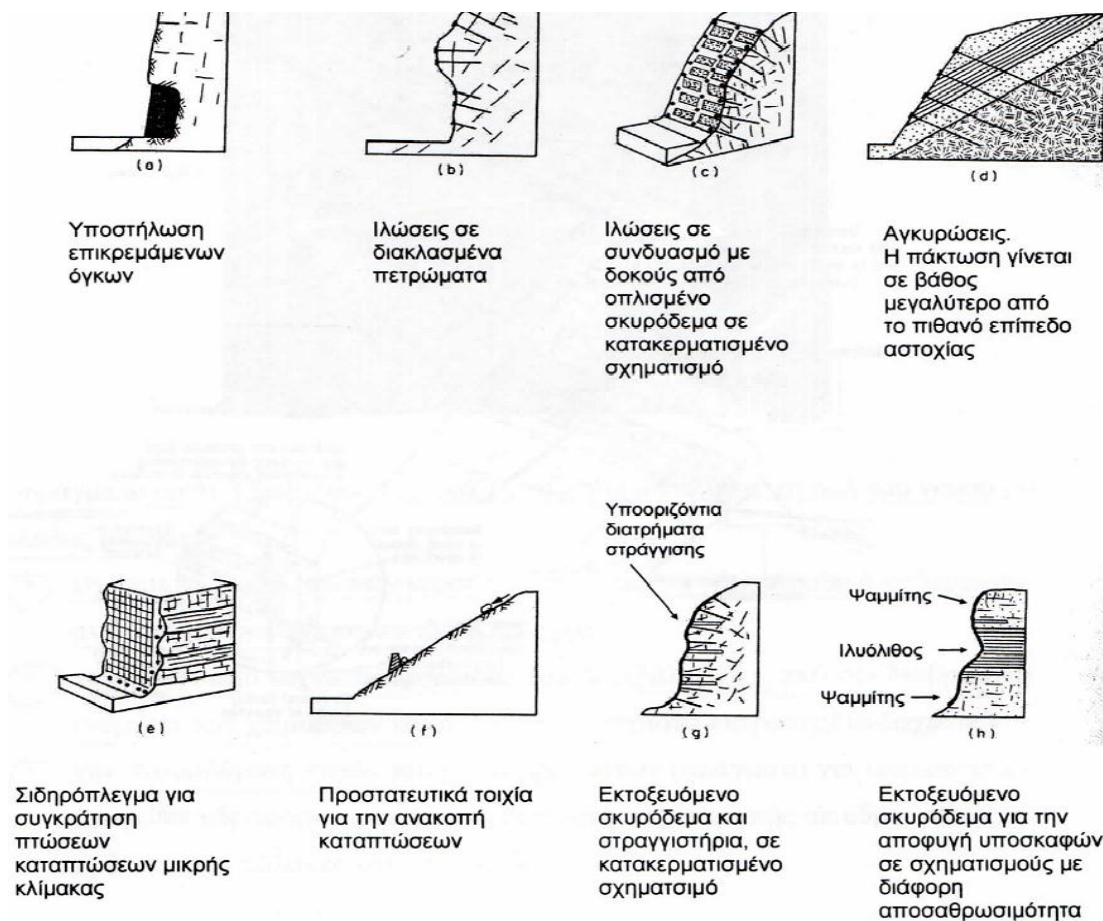 (a)
(b)
(c)
(d)
Υποστήλωση
επικρεμάμενων
όγκων
Ιλώσεις σε
διακλασμένα
πετρώματα
Ιλώσεις σε
συνδυασμό με
δοκούς από
οπλισμένο
σκυρόδεμα σε
κατακερματισμένο
σχηματισμό
Αγκυρώσεις.
Η πάκτωση γίνεται
σε βάθος
μεγαλύτερο από
το πιθανό επίπεδο
αστοχίας
Υποοριζόντια
διατρήματα
στράγγισης
Ψαμμίτης
Ιλυόλιθος
Ψαμμίτης
(e)
(f)
(g)
(h)
Σιδηρόπλεγμα για
συγκράτηση
πτώσεων
καταπτώσεων μικρής
κλίμακας
Προστατευτικά τοιχία
για την ανακοπή
καταπτώσεων
Εκτοξευόμενο
σκυρόδεμα και
στραγγιστήρια, σε
κατακερματισμένο
σχηματσιμό
Εκτοξευόμενο
σκυρόδεμα για την
αποφυγή υποσκαφών
σε σχηματισμούς με
διάφορη
αποσαθρωσιμότητα